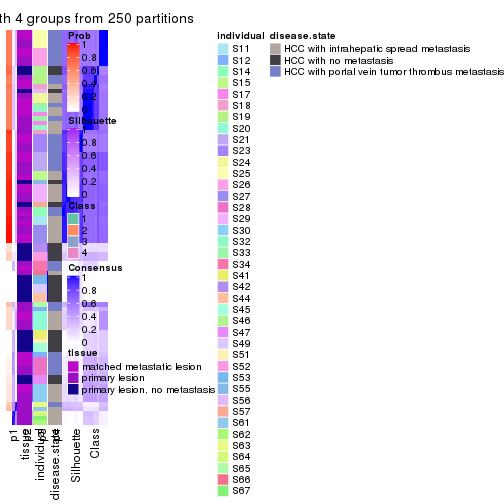 th 4 groups from 250 partitions
Prob
1
0.8
0.6
0.4
0.2
0
Silhouette
1
0.8
0.6
0.4
0.2
0
Class
1
2
3
4
Consensus
1
0.8
0.6
0.4
0.2
0
tissue
matched metastatic lesion
primary lesion
primary lesion. no metastasis
individual
S11
S12
S14
S15
S17
S18
S19
S20
S21
S23
S24
S25
S26
S27
S28
S29
S30
S32
S33
S34
S41
S42
S44
S45
S46
S47
S49
S51
S52
S53
S55
S56
S57
S61
S62
S63
S64
S65
S66
S67
disease.state
HCC with intrahepatic spread metastasis
HCC with no metastasis
HCC with portal vein tumor thrombus metastasis
p1
tissue
individual
disease.state
Silhouette
Class